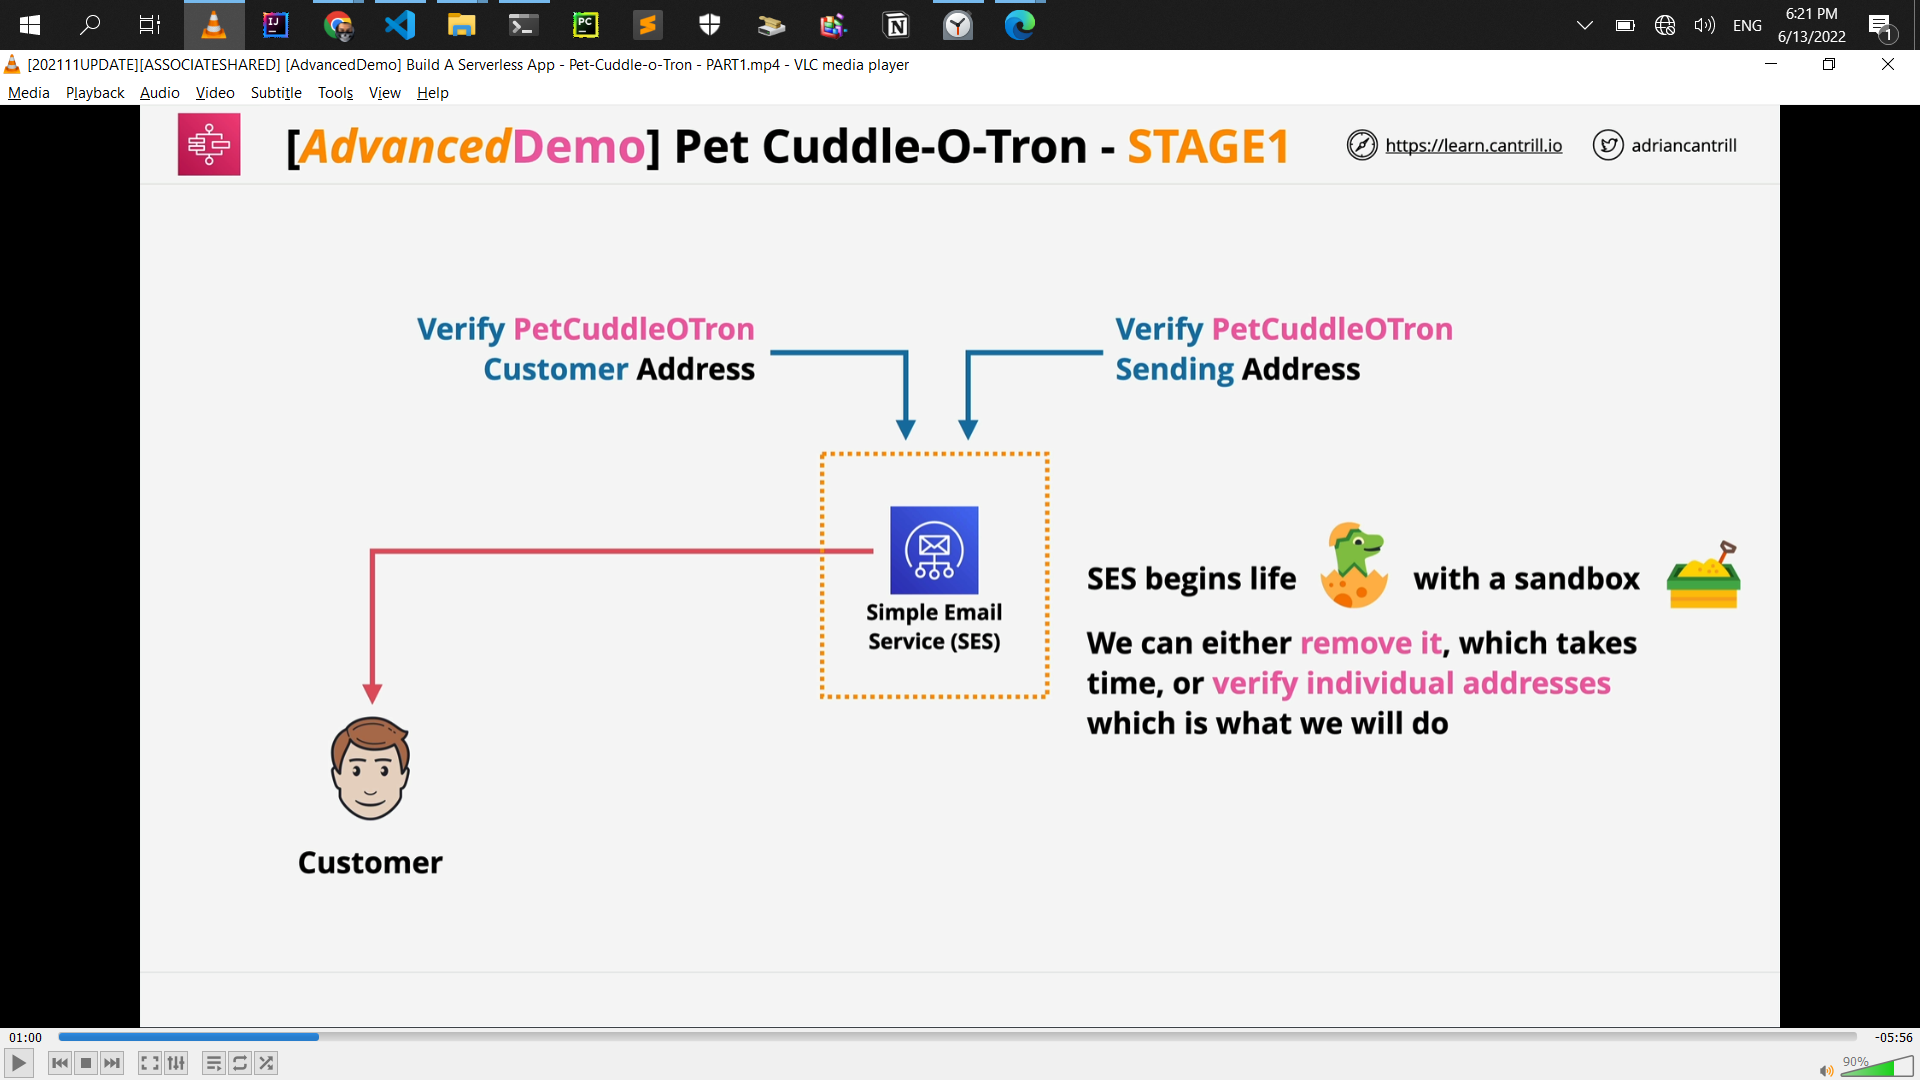 ENG
6:21 PM
6/13/2022
1
[202111UPDATE][ASSOCIATESHARED] [AdvancedDemo] Build A Serverless App - Pet-Cuddle-o-Tron - PART1.mp4 - VLC media player
Media Playback Audio Video Subtitle Tools View Help
[AdvancedDemo] Pet Cuddle-O-Tron - STAGE1
https://learn.cantrill.io
adriancantrill
Verify PetCuddleOTron
Customer Address
Verify PetCuddleOTron
Sending Address
Simple Email
Service (SES)
SES begins life with a sandbox
We can either remove it, which takes
time, or verify individual addresses
which is what we will do
Customer
01:00
-05:56
90%